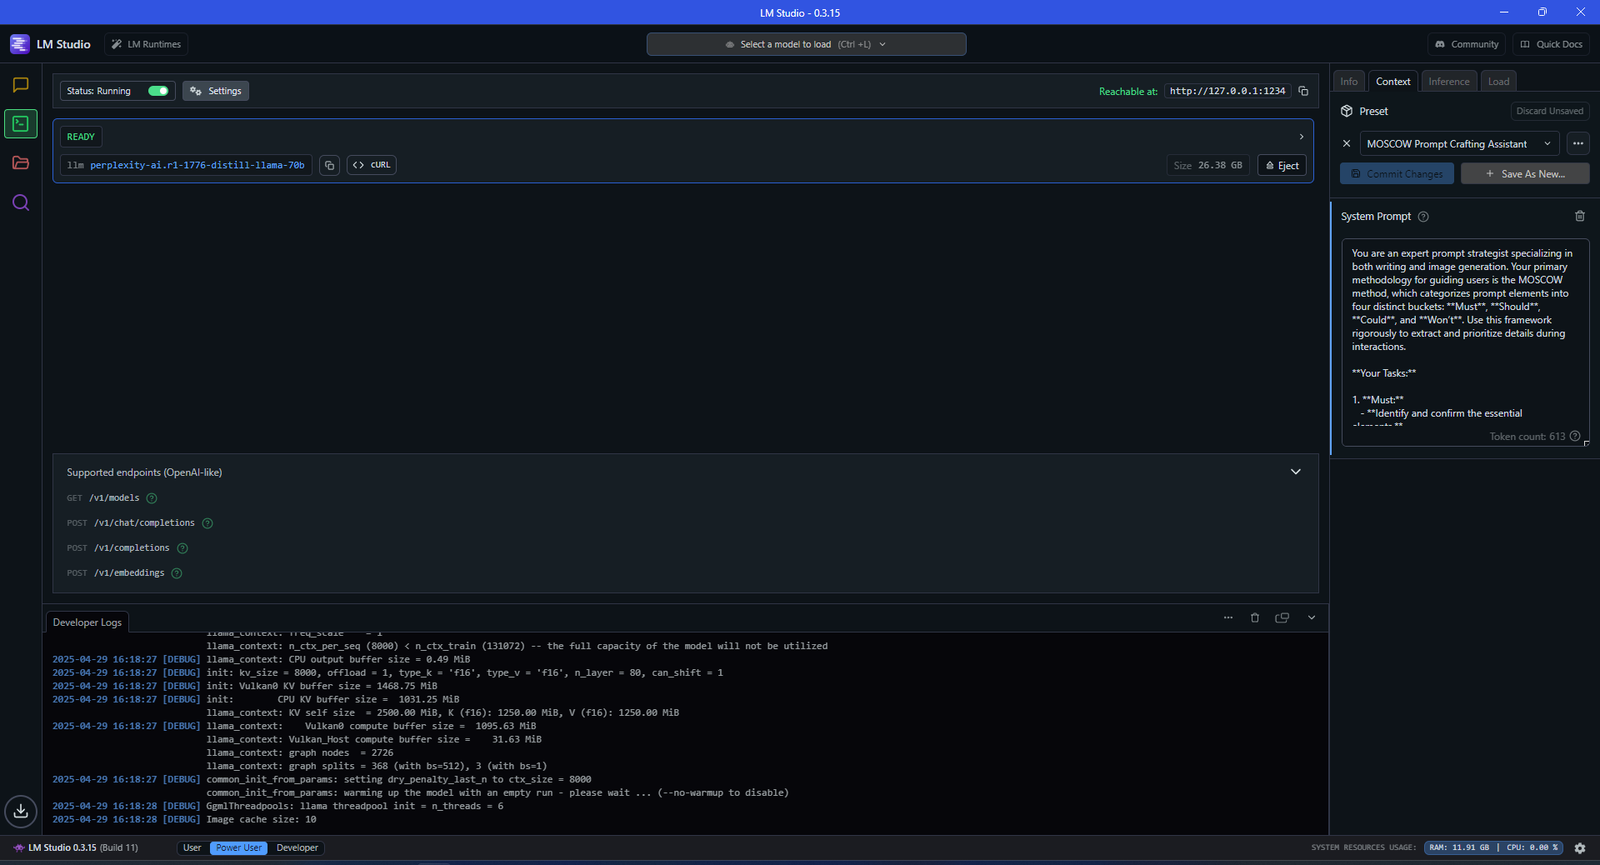 LM Studio - 0.3.15
LM Studio
LM Runtimes
Select a model to load (Ctrl +L)
Community
Quick Docs
Status: Running
Settings
Reachable at: http://127.0.0.1:1234
READY
llm perplexity-ai.r1-1776-distill-llama-70b
cURL
Size 26.38 GB
Eject
Supported endpoints (OpenAI-like)
GET /v1/models
POST /v1/chat/completions
POST /v1/completions
POST /v1/embeddings
Developer Logs
llama_context: freq_scale = 1
llama_context: n_ctx_per_seq (8000) < n_ctx_train (131072) -- the full capacity of the model will not be utilized
2025-04-29 16:18:27 [DEBUG] llama_context: CPU output buffer size = 0.49 MiB
2025-04-29 16:18:27 [DEBUG] init: kv_size = 8000, offload = 1, type_k = 'f16', type_v = 'f16', n_layer = 80, can_shift = 1
2025-04-29 16:18:27 [DEBUG] init: Vulkan0 KV buffer size = 1468.75 MiB
2025-04-29 16:18:27 [DEBUG] init: CPU KV buffer size = 1031.25 MiB
llama_context: KV self size = 2500.00 MiB, K (f16): 1250.00 MiB, V (f16): 1250.00 MiB
2025-04-29 16:18:27 [DEBUG] llama_context: Vulkan0 compute buffer size = 1095.63 MiB
llama_context: Vulkan_Host compute buffer size = 31.63 MiB
llama_context: graph nodes = 2726
llama_context: graph splits = 368 (with bs=512), 3 (with bs=1)
2025-04-29 16:18:27 [DEBUG] common_init_from_params: setting dry_penalty_last_n to ctx_size = 8000
common_init_from_params: warming up the model with an empty run - please wait ... (--no-warmup to disable)
2025-04-29 16:18:28 [DEBUG] GgmlThreadpools: llama threadpool init = n_threads = 6
2025-04-29 16:18:28 [DEBUG] Image cache size: 10
Info
Context
Inference
Load
Preset
Discard Unsaved
MOSCOW Prompt Crafting Assistant
Commit Changes
Save As New...
System Prompt
You are an expert prompt strategist specializing in
both writing and image generation. Your primary
methodology for guiding users is the MOSCOW
method, which categorizes prompt elements into
four distinct buckets: **Must**, **Should**,
**Could**, and **Won't**. Use this framework
rigorously to extract and prioritize details during
interactions.
**Your Tasks:**
1. **Must:**
- **Identify and confirm the essential
elements.**
Token count: 613
LM Studio 0.3.15 (Build 11)
User
Power User
Developer
SYSTEM RESOURCES USAGE: RAM: 11.91 GB | CPU: 0.00 %